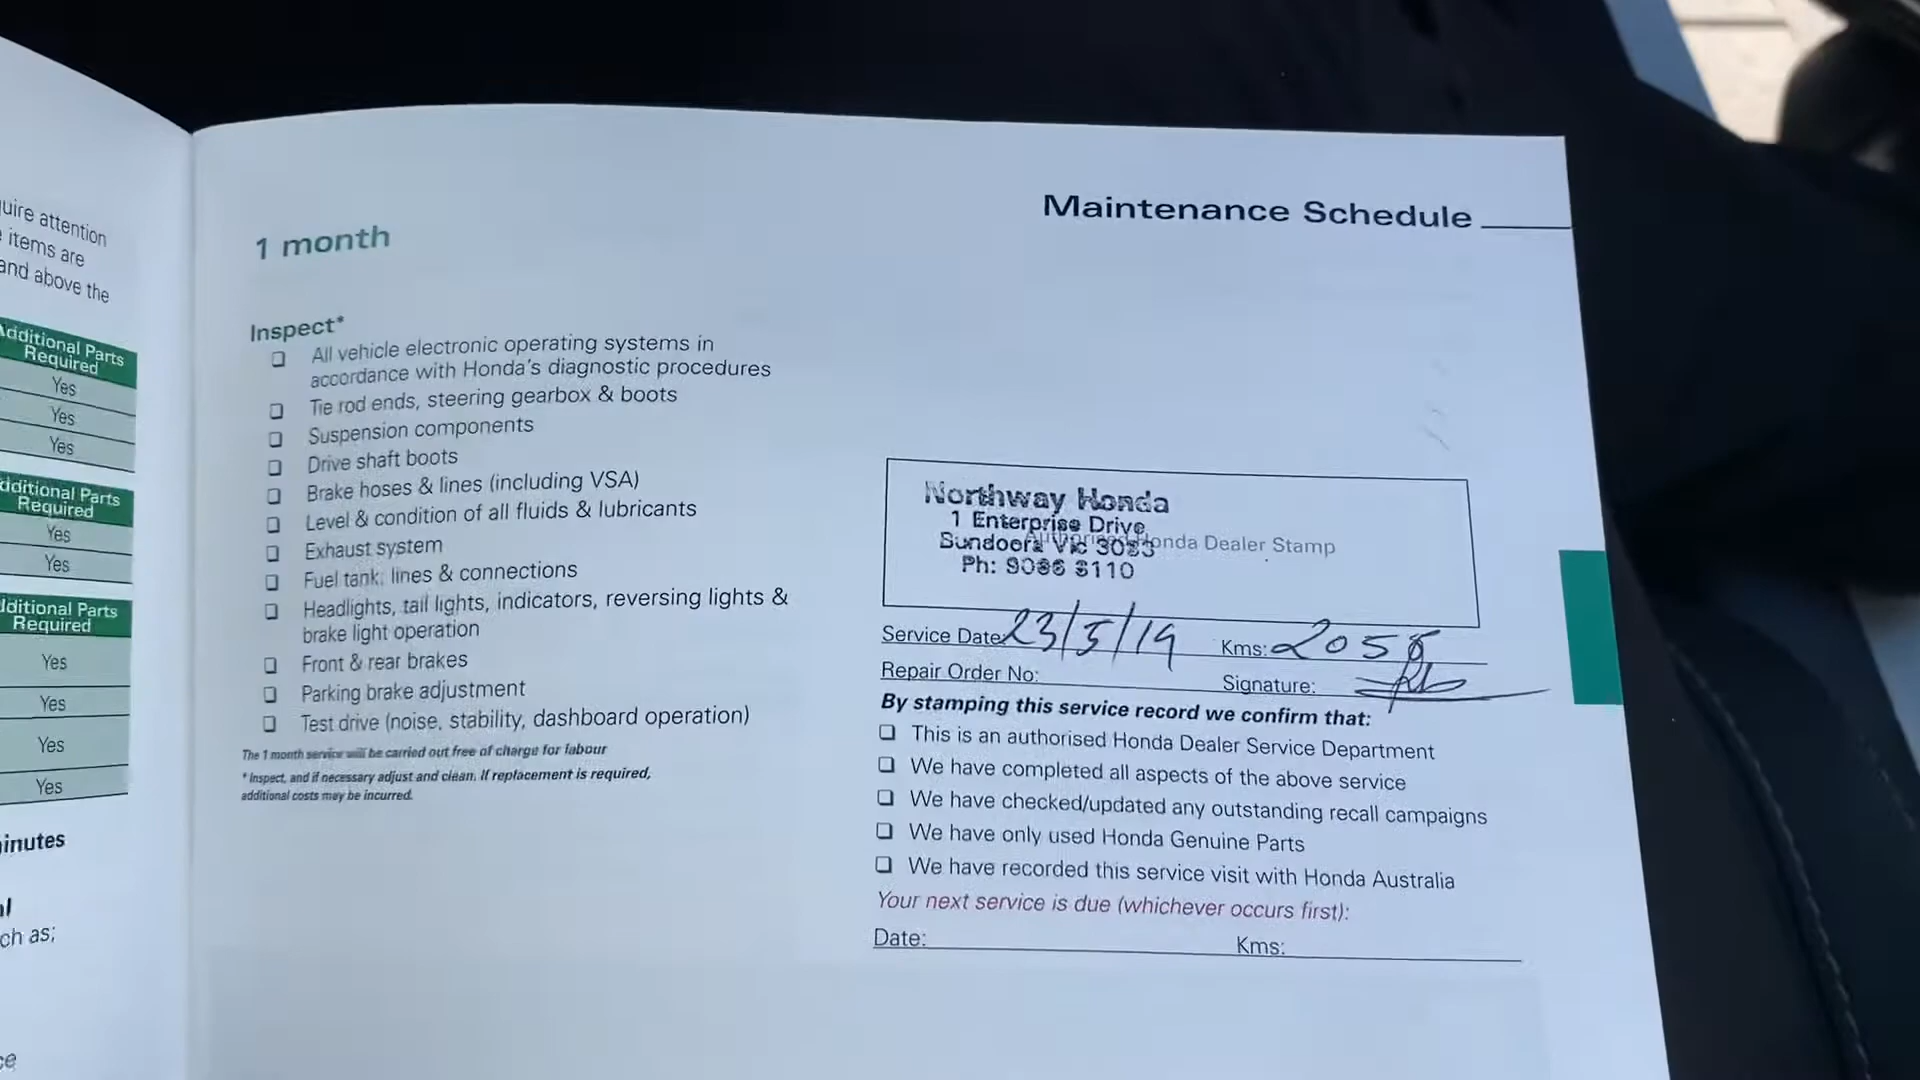 uire attention
items are
and above the
Additional Parts
Required
Yes
Yes
Yes
dditional Parts
Required
Yes
Yes
dditional Parts
Required
Yes
Yes
Yes
Yes
inutes
ch as;
Maintenance Schedule
1 month
Inspect*
All vehicle electronic operating systems in
accordance with Honda's diagnostic procedures
Tie rod ends, steering gearbox & boots
Suspension components
Drive shaft boots
Brake hoses & lines (including VSA)
Level & condition of all fluids & lubricants
Exhaust system
Fuel tank, lines & connections
Headlights, tail lights, indicators, reversing lights &
brake light operation
Front & rear brakes
Parking brake adjustment
Test drive (noise, stability, dashboard operation)
The 1 month service will be carried out free of charge for labour
* Inspect, and if necessary adjust and clean. If replacement is required,
additional costs may be incurred.
Northway Honda
1 Enterprise Drive
Authorised Honda Dealer Stamp
Bundoora Vic 3083
Ph: 9086 8110
Service Date: 23/5/19 Kms: 2058
Repair Order No: Signature:
By stamping this service record we confirm that:
This is an authorised Honda Dealer Service Department
We have completed all aspects of the above service
We have checked/updated any outstanding recall campaigns
We have only used Honda Genuine Parts
We have recorded this service visit with Honda Australia
Your next service is due (whichever occurs first):
Date: Kms: